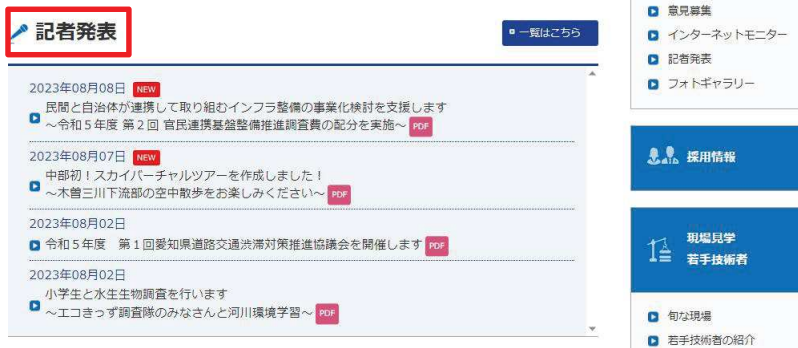 記者発表
一覧はこちら
2023年08月08日 NEW
民間と自治体が連携して取り組むインフラ整備の事業化検討を支援します
～令和５年度 第２回 官民連携基盤整備推進調査費の配分を実施～ PDF
2023年08月07日 NEW
中部初！スカイバーチャルツアーを作成しました！
～木曽三川下流部の空中散歩をお楽しみください～ PDF
2023年08月02日
令和５年度　第１回愛知県道路交通渋滞対策推進協議会を開催します PDF
2023年08月02日
小学生と水生生物調査を行います
～エコきっず調査隊のみなさんと河川環境学習～ PDF
意見募集
インターネットモニター
記者発表
フォトギャラリー
採用情報
現場見学
若手技術者
旬な現場
若手技術者の紹介